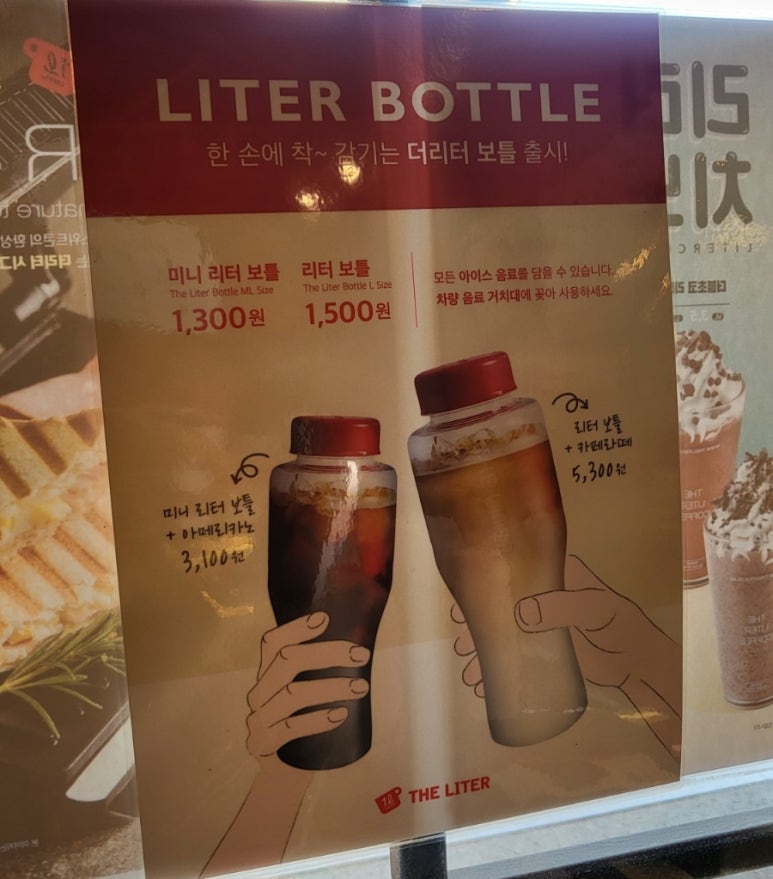 LITER BOTTLE
한 손에 착~ 감기는 더리터 보틀 출시!
미니 리터 보틀
The Liter Bottle ML Size
1,300원
리터 보틀
The Liter Bottle L Size
1,500원
모든 아이스 음료를 담을 수 있습니다.
차량 음료 거치대에 꽂아 사용하세요.
리터 보틀
+ 카페라떼
5,300원
미니 리터 보틀
+ 아메리카노
3,100원
THE LITER